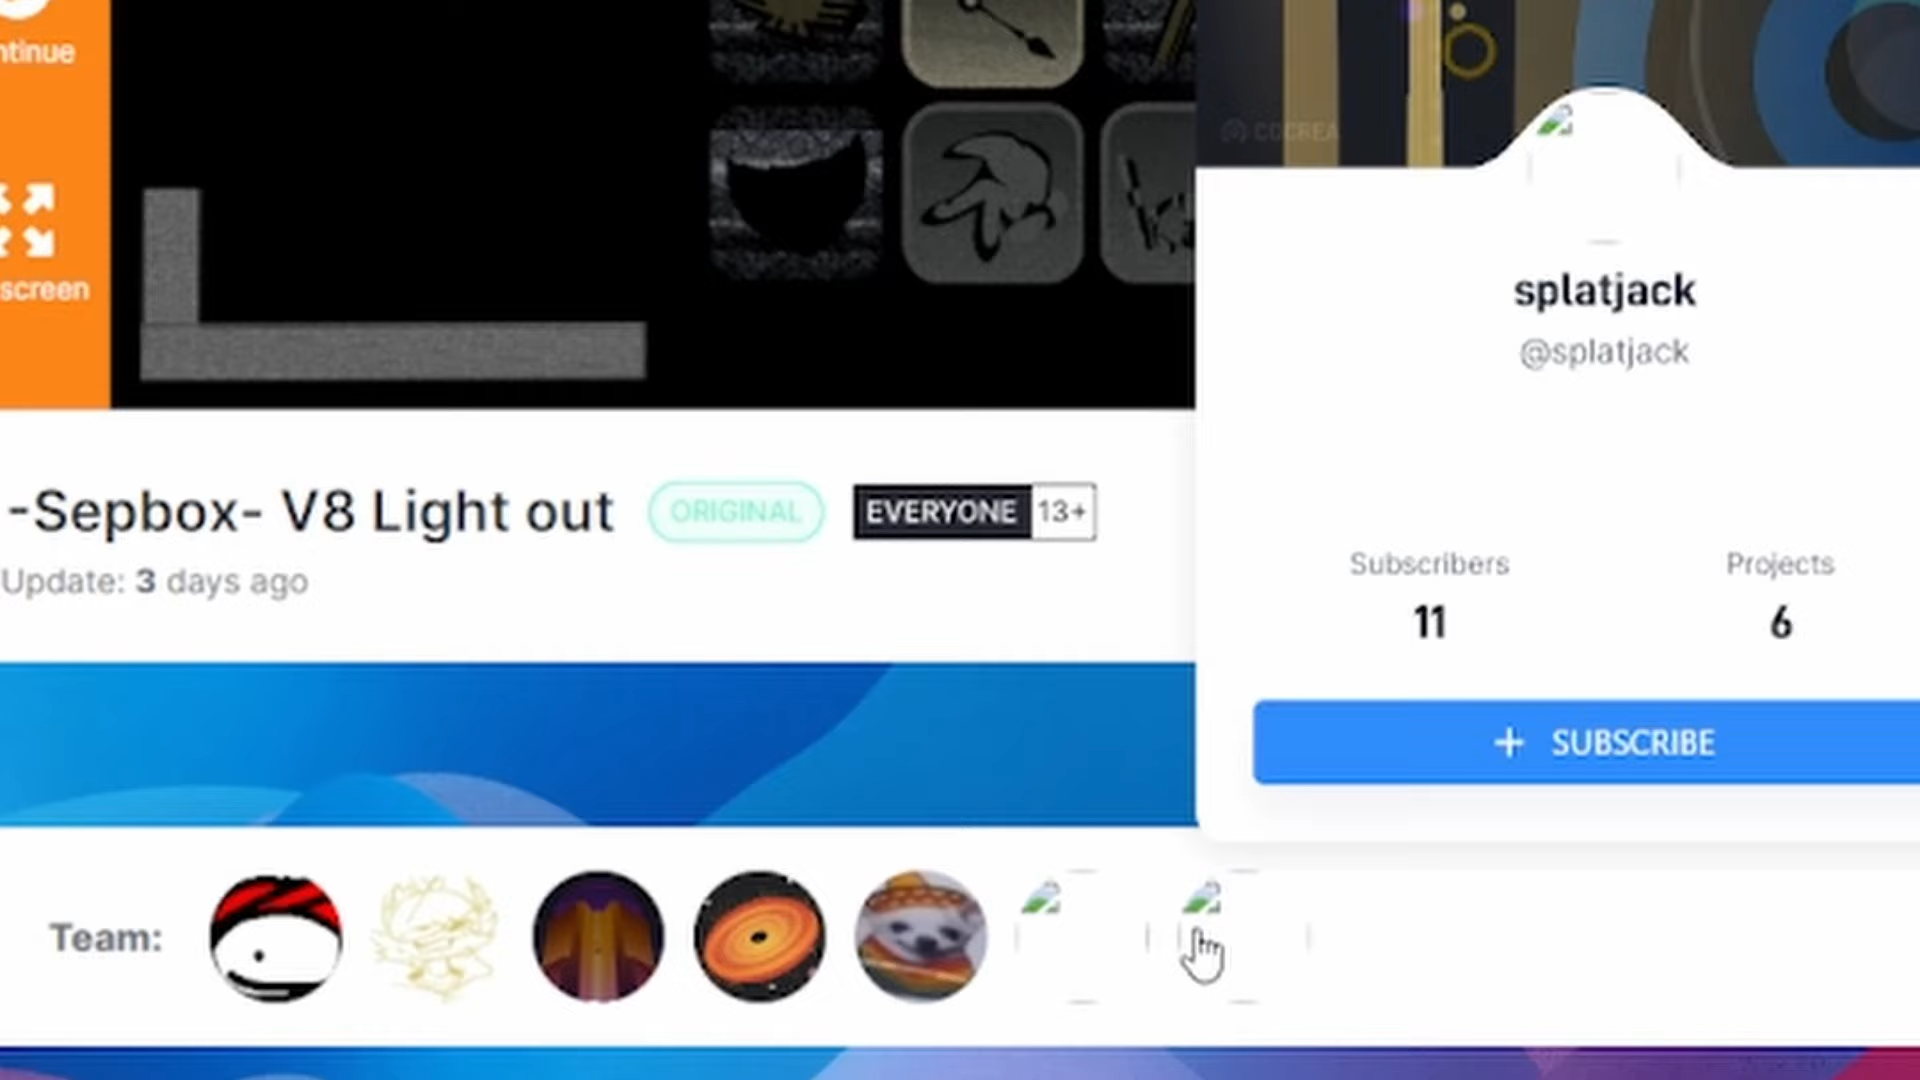 ntinue
screen
COCREA
splatjack
@splatjack
-Sepbox- V8 Light out
ORIGINAL
EVERYONE 13+
Update: 3 days ago
Subscribers
Projects
11
6
+ SUBSCRIBE
Team: